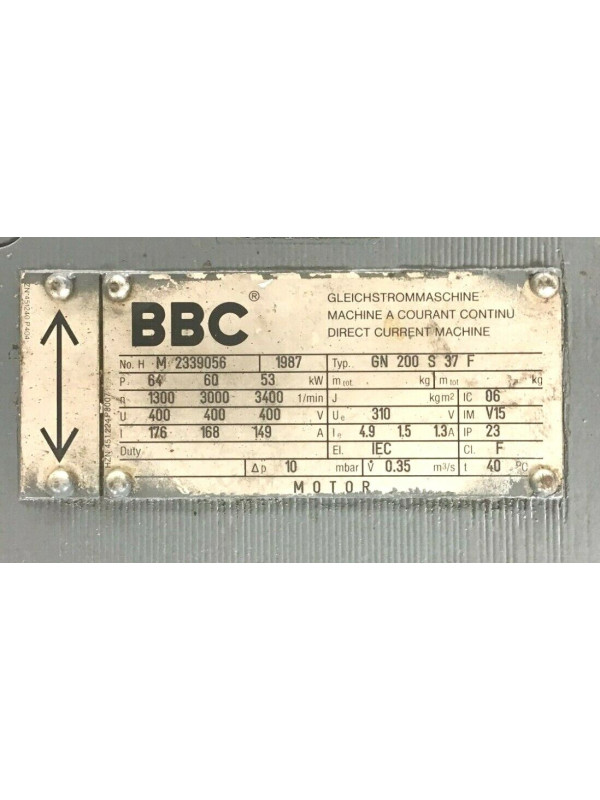 BBC®
GLEICHSTROMMASCHINE
MACHINE A COURANT CONTINU
DIRECT CURRENT MACHINE
No. H M 2339056 1987 Typ. GN 200 S 37 F
P 64 60 53 kW m tot. kg m tot kg
n 1300 3000 3400 1/min J kgm2 IC 06
U 400 400 400 V Ue 310 V IM V15
I 176 168 149 A Ie 4.9 1.5 1.3 A IP 23
Duty El. IEC Cl. F
Δp 10 mbar V̇ 0.35 m³/s t 40 °C
MOTOR